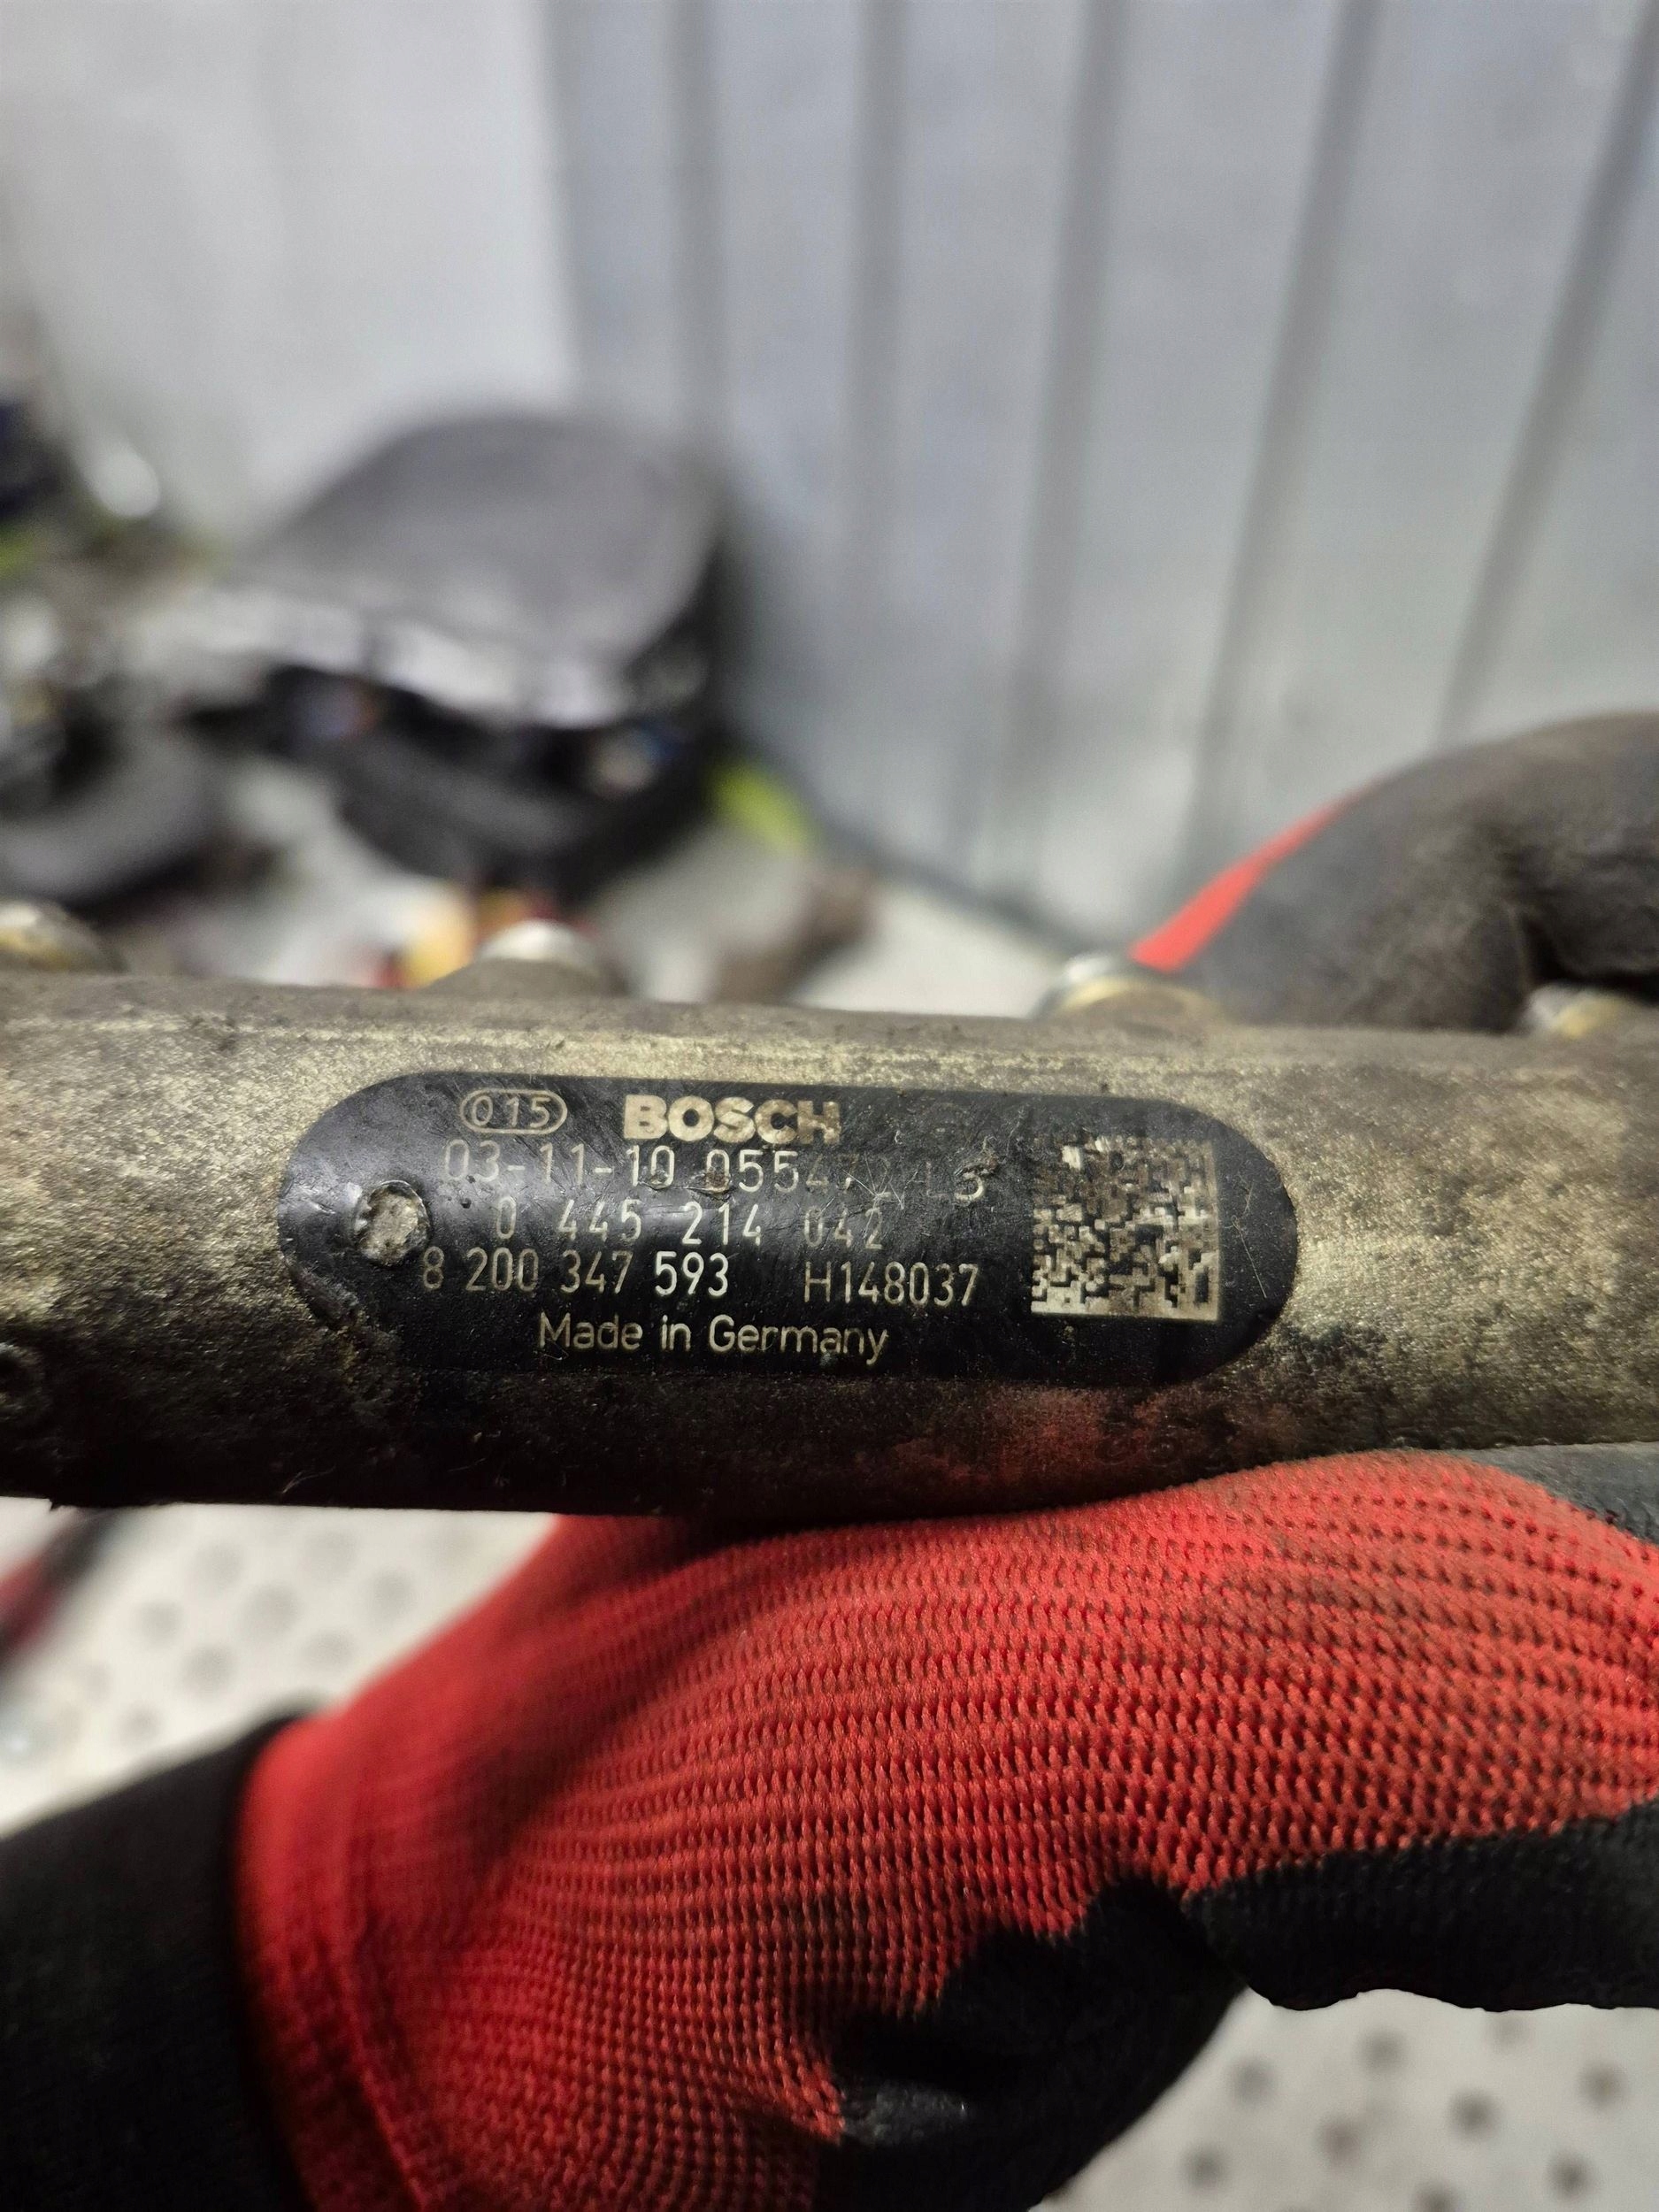 015 BOSCH
03-11-10
0 445 214 042
8 200 347 593 H148037
Made in Germany